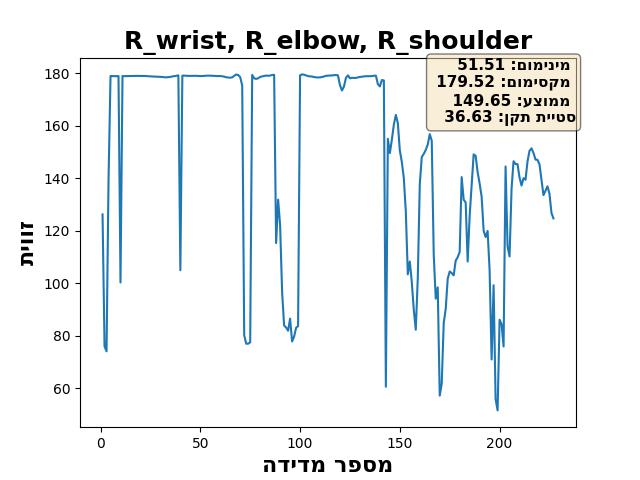 R_wrist, R_elbow, R_shoulder
מינימום: 51.51
מקסימום: 179.52
ממוצע: 149.65
סטיית תקן: 36.63
180
160
140
120
100
80
60
זווית
0
50
100
150
200
מספר מדידה